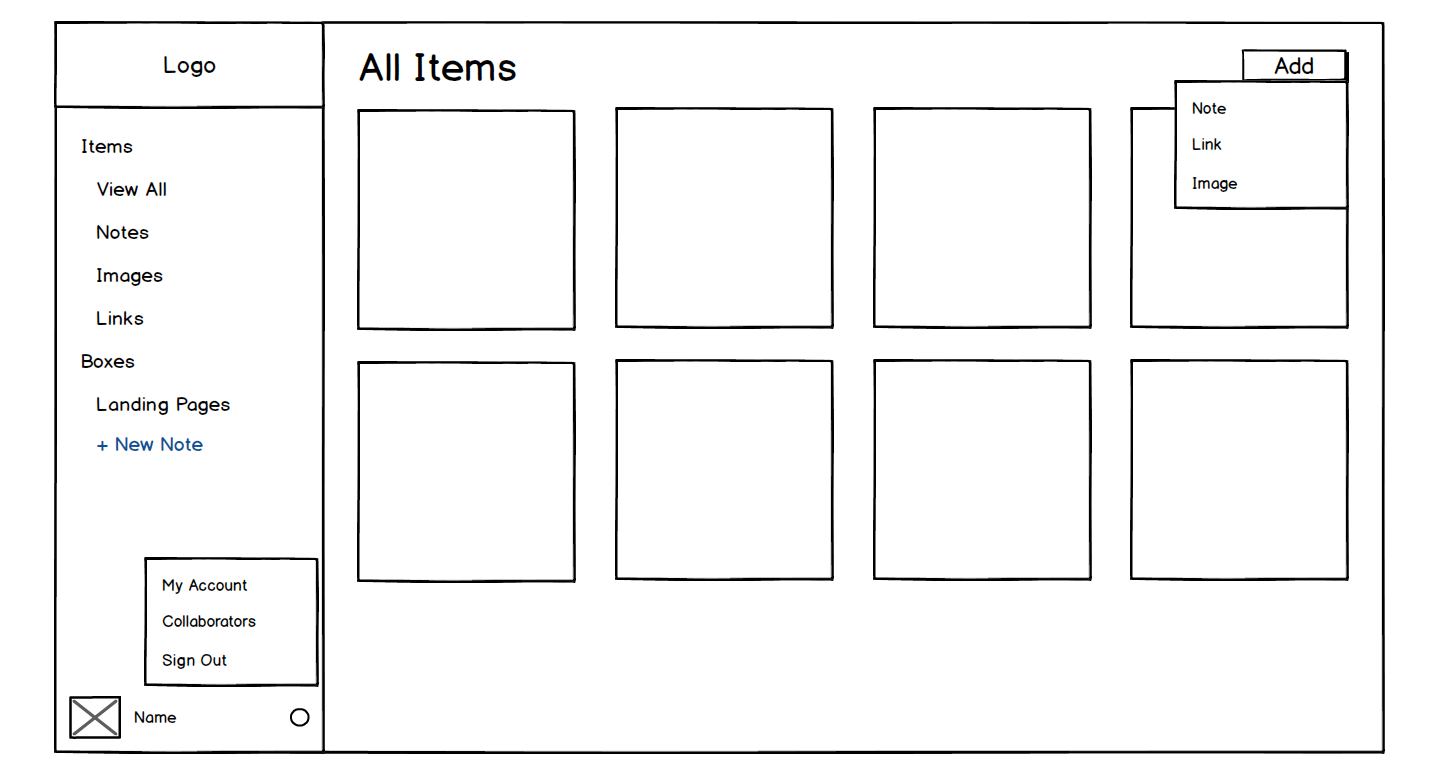 Logo
Items
View All
Notes
Images
Links
Boxes
Landing Pages
+ New Note
My Account
Collaborators
Sign Out
Name
All Items
Add
Note
Link
Image